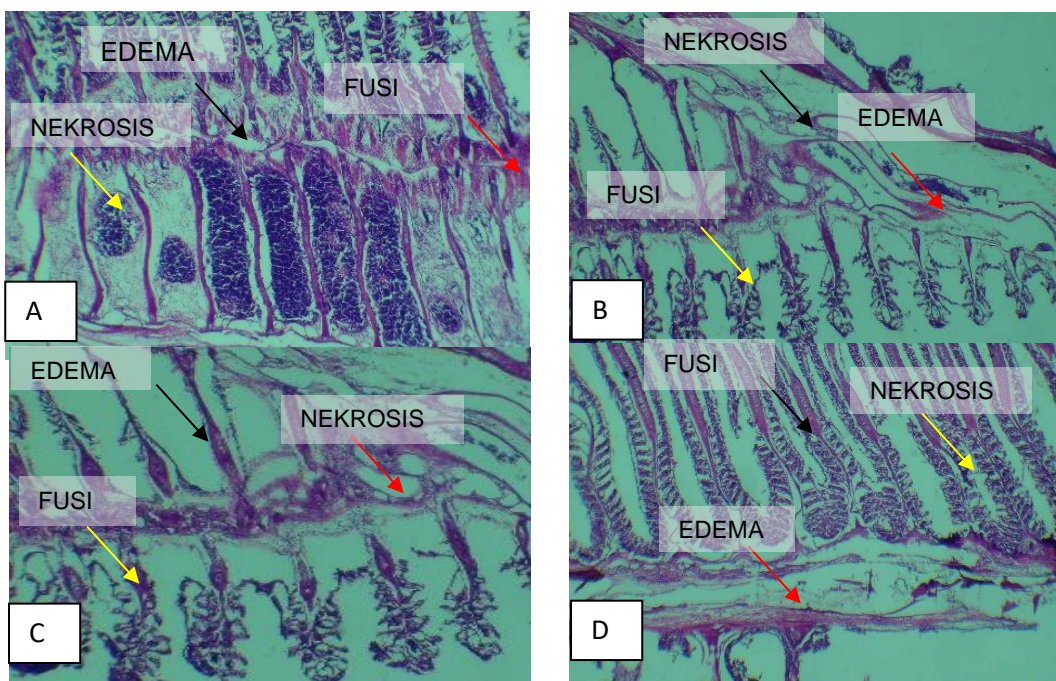 EDEMA
FUSI
NEKROSIS
A
NEKROSIS
EDEMA
FUSI
B
EDEMA
NEKROSIS
FUSI
C
FUSI
NEKROSIS
EDEMA
D